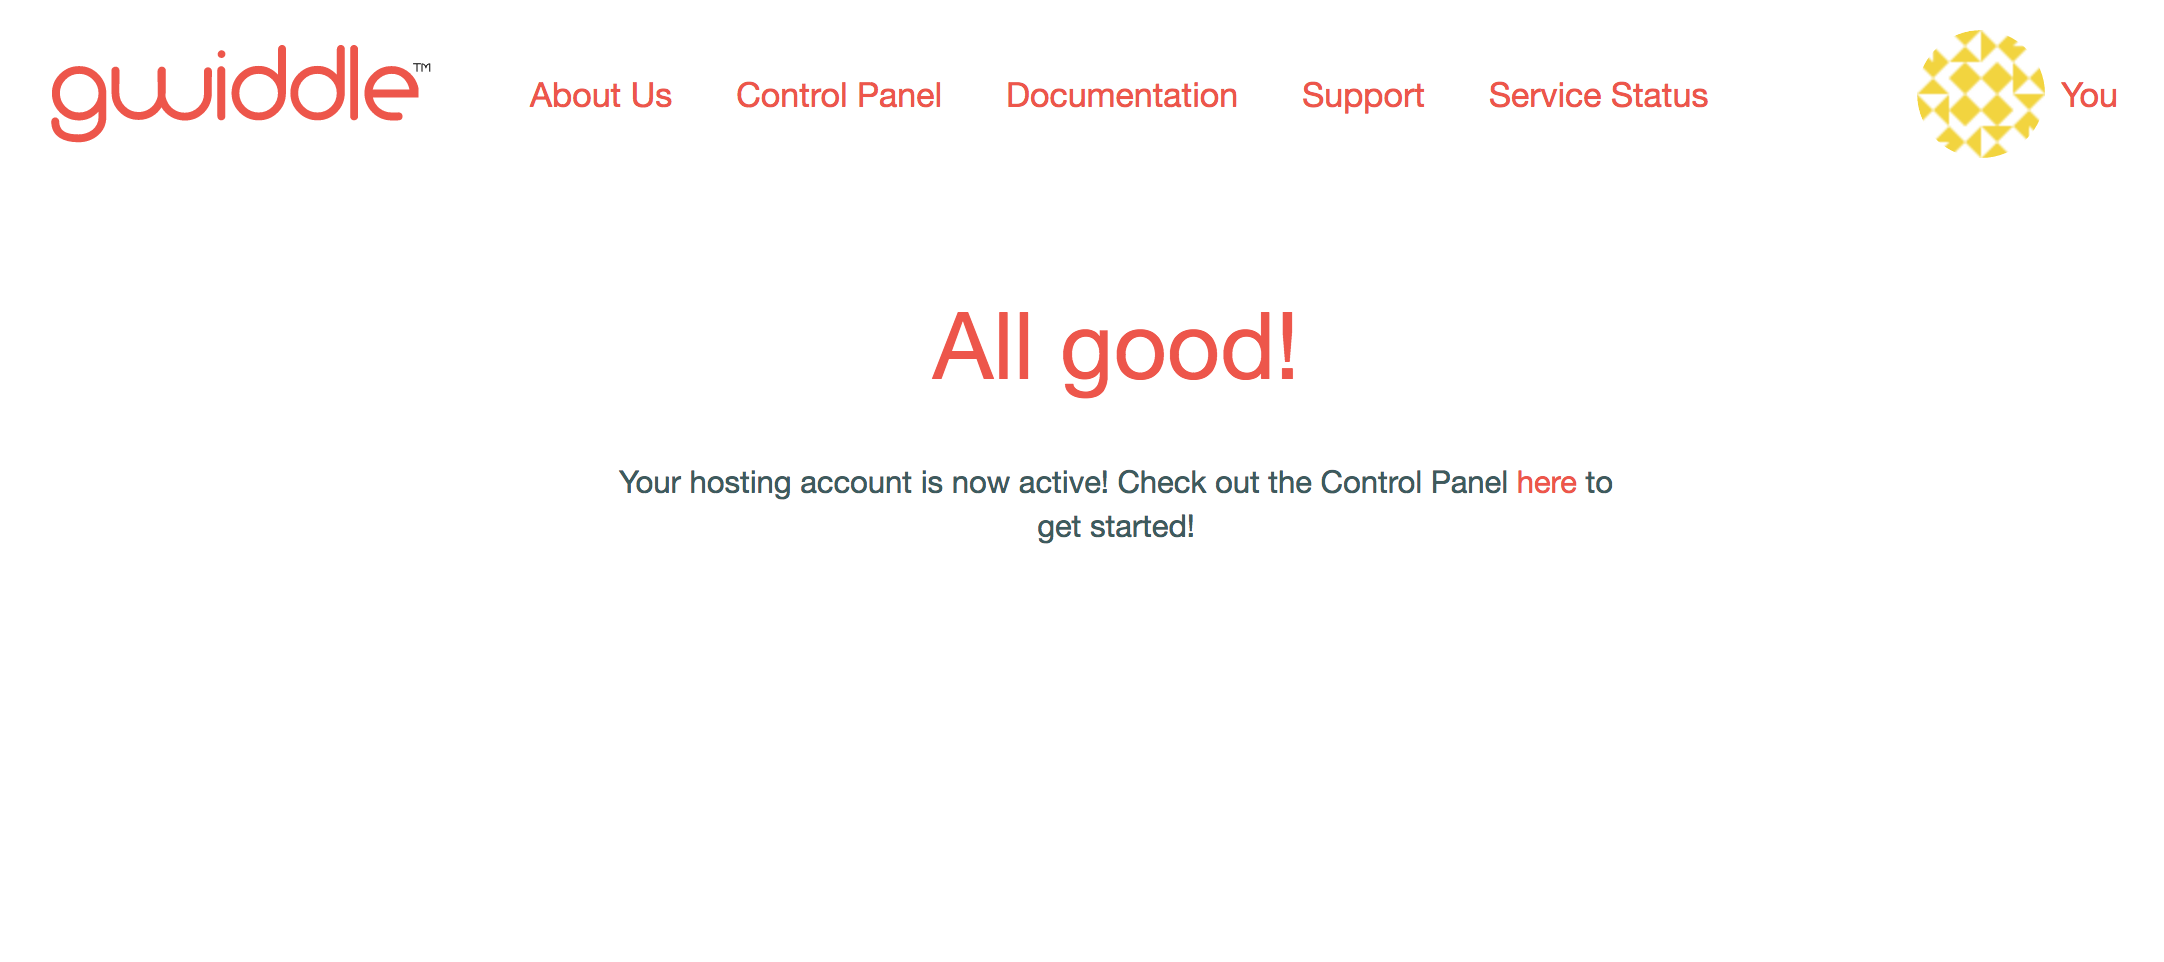 gwiddle™
About Us
Control Panel
Documentation
Support
Service Status
You
All good!
Your hosting account is now active! Check out the Control Panel here to
get started!